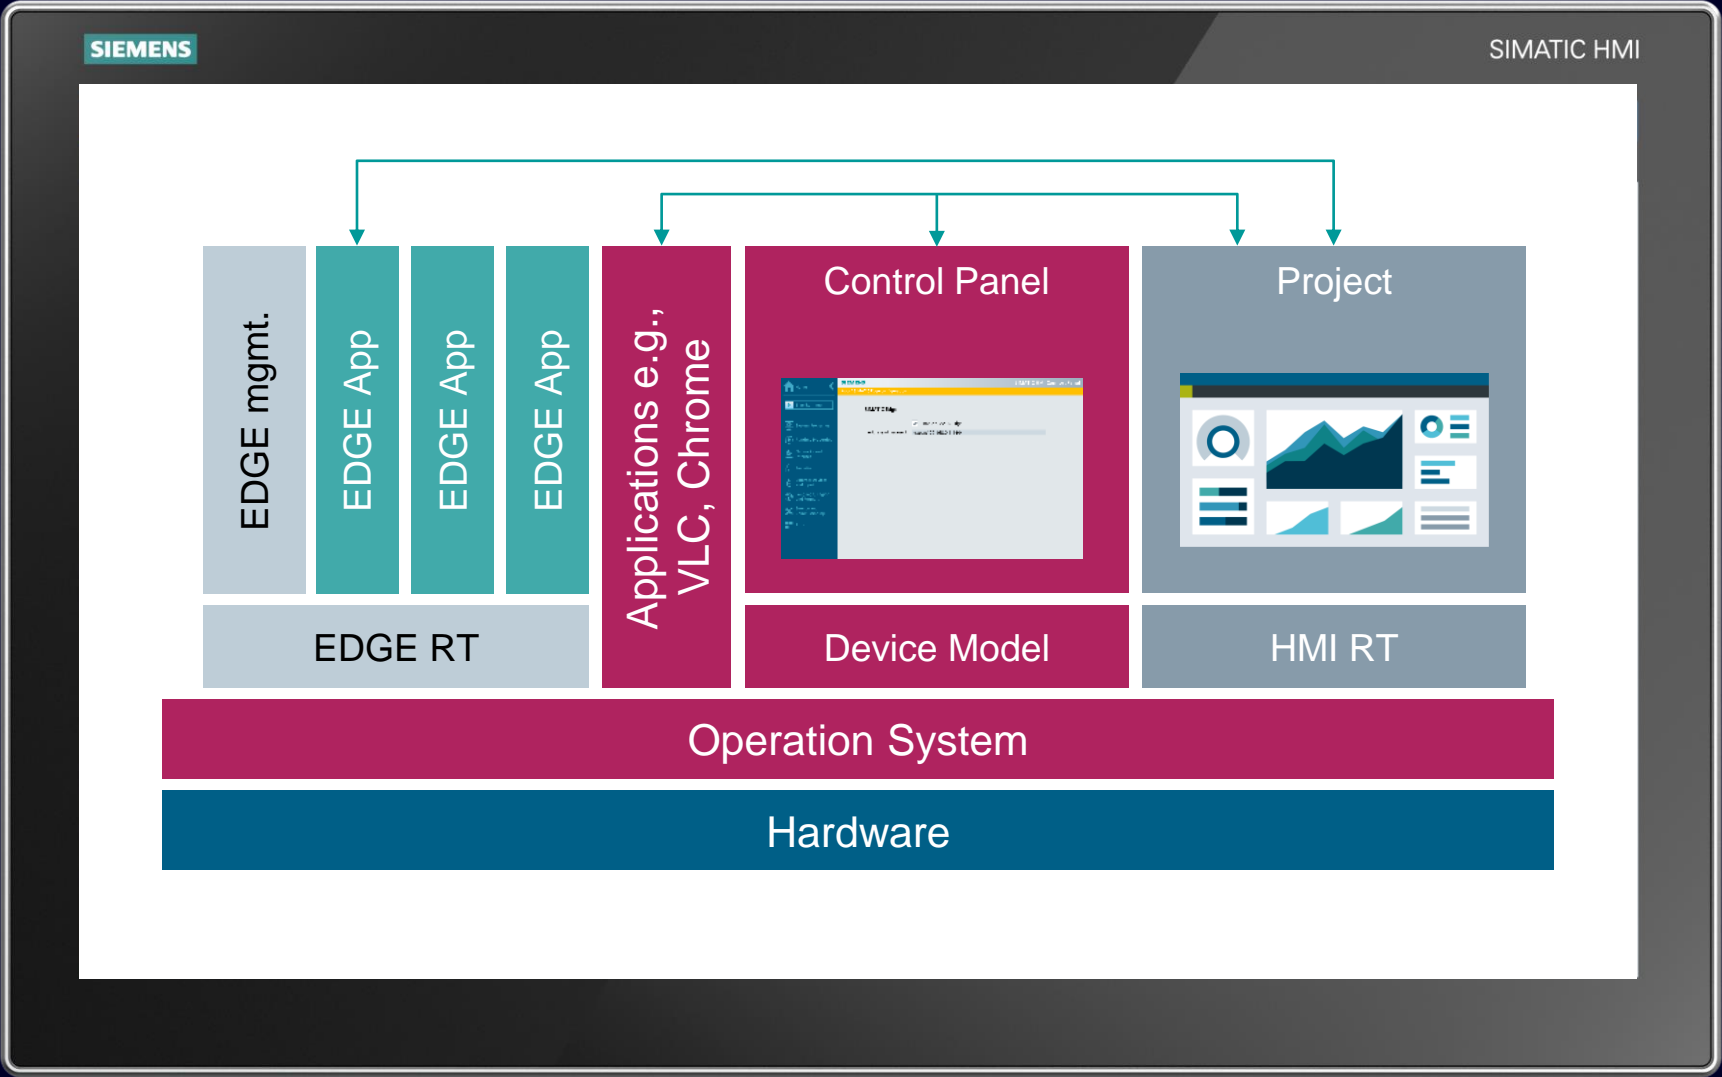 SIEMENS
SIMATIC HMI
EDGE mgmt.
EDGE App
EDGE App
EDGE App
Applications e.g.,
VLC, Chrome
Control Panel
Project
SIEMENS
EDGE RT
Device Model
HMI RT
Operation System
Hardware